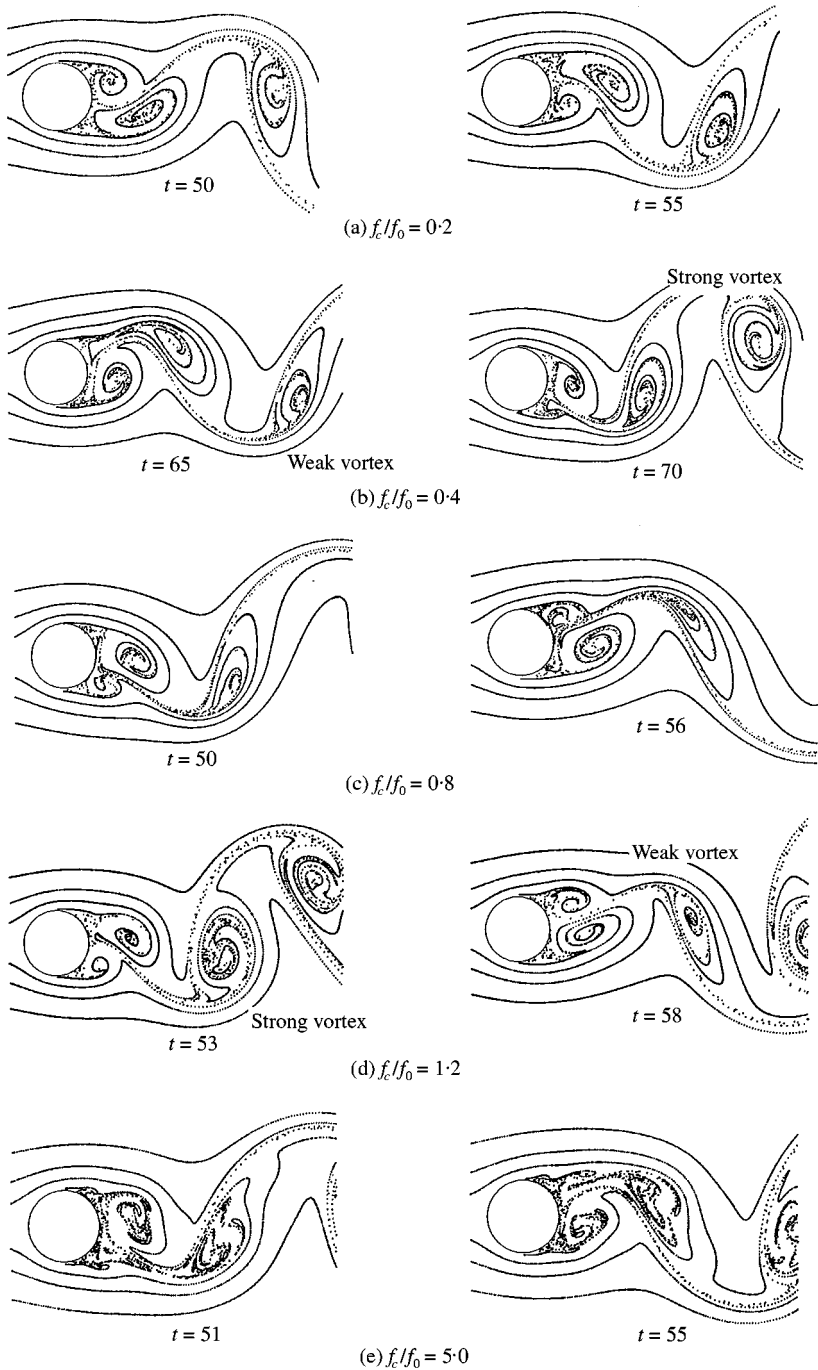 t = 50
t = 55
(a) f_c/f_0 = 0·2
Strong vortex
Weak vortex
t = 65
t = 70
(b) f_c/f_0 = 0·4
t = 50
t = 56
(c) f_c/f_0 = 0·8
Weak vortex
Strong vortex
t = 53
t = 58
(d) f_c/f_0 = 1·2
t = 51
t = 55
(e) f_c/f_0 = 5·0